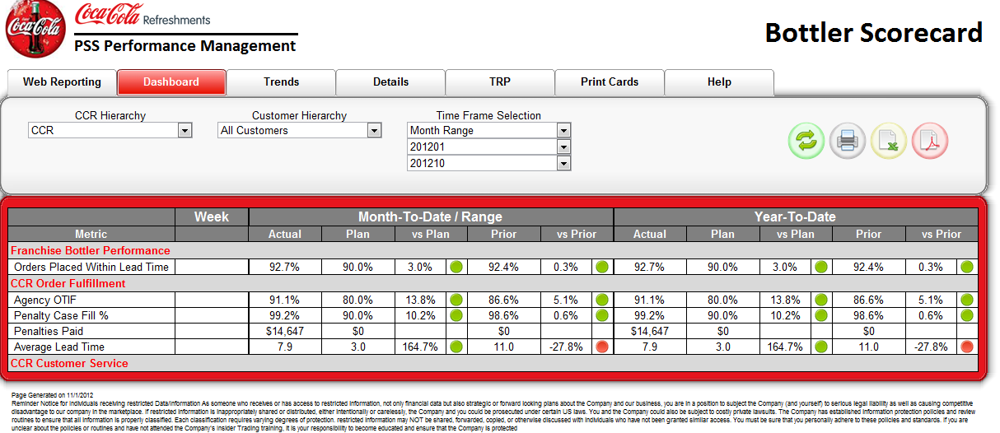 Coca-Cola
Coca-Cola Refreshments
PSS Performance Management
Bottler Scorecard
Web Reporting Dashboard Trends Details TRP Print Cards Help
CCR Hierarchy Customer Hierarchy Time Frame Selection
CCR All Customers Month Range
201201
201210
Week Month-To-Date / Range Year-To-Date
Metric Actual Plan vs Plan Prior vs Prior Actual Plan vs Plan Prior vs Prior
Franchise Bottler Performance
Orders Placed Within Lead Time 92.7% 90.0% 3.0% 92.4% 0.3% 92.7% 90.0% 3.0% 92.4% 0.3%
CCR Order Fulfillment
Agency OTIF 91.1% 80.0% 13.8% 86.6% 5.1% 91.1% 80.0% 13.8% 86.6% 5.1%
Penalty Case Fill % 99.2% 90.0% 10.2% 98.6% 0.6% 99.2% 90.0% 10.2% 98.6% 0.6%
Penalties Paid $14,647 $0 $0 $14,647 $0 $0
Average Lead Time 7.9 3.0 164.7% 11.0 -27.8% 7.9 3.0 164.7% 11.0 -27.8%
CCR Customer Service
Page Generated on 11/1/2012
Reminder Notice for Individuals receiving restricted Data/Information As someone who receives or has access to restricted information, not only financial data but also strategic or forward looking plans about the Company and our business, you are in a position to subject the Company (and yourself) to serious legal liability as well as causing competitive
disadvantage to our company in the marketplace. If restricted information is inappropriately shared or distributed, either intentionally or carelessly, the Company and you could be prosecuted under certain US laws. You and the Company could also be subject to costly private lawsuits. The Company has established information protection policies and review
routines to ensure that all information is properly classified. Each classification requires varying degrees of protection. restricted information may NOT be shared, forwarded, copied, or otherwise discussed with individuals who have not been granted similar access. You must be sure that you personally adhere to these policies and standards. If you are
unclear about the policies or routines and have not attended the Company's Insider Trading training, it is your responsibility to become educated and ensure that the Company is protected